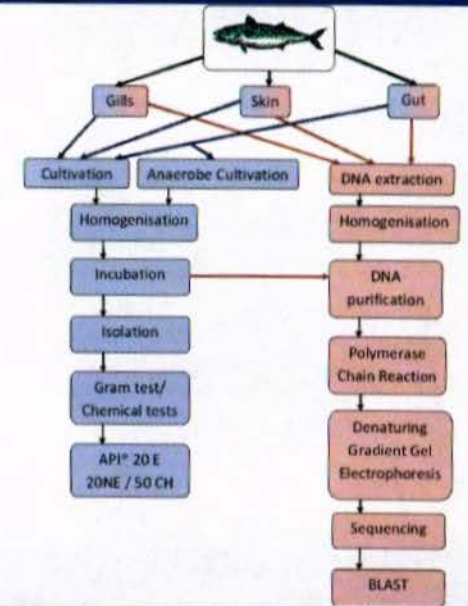 Gills
Skin
Gut
Cultivation
Anaerobe Cultivation
DNA extraction
Homogenisation
Homogenisation
Incubation
DNA
purification
Isolation
Polymerase
Chain Reaction
Gram test/
Chemical tests
Denaturing
Gradient Gel
Electrophoresis
API® 20 E
20NE / 50 CH
Sequencing
BLAST